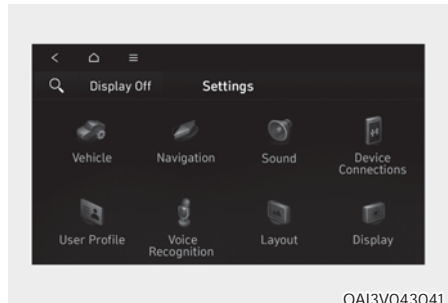 Display Off Settings
Vehicle Navigation Sound Device Connections
User Profile Voice Recognition Layout Display
OAI3V043041